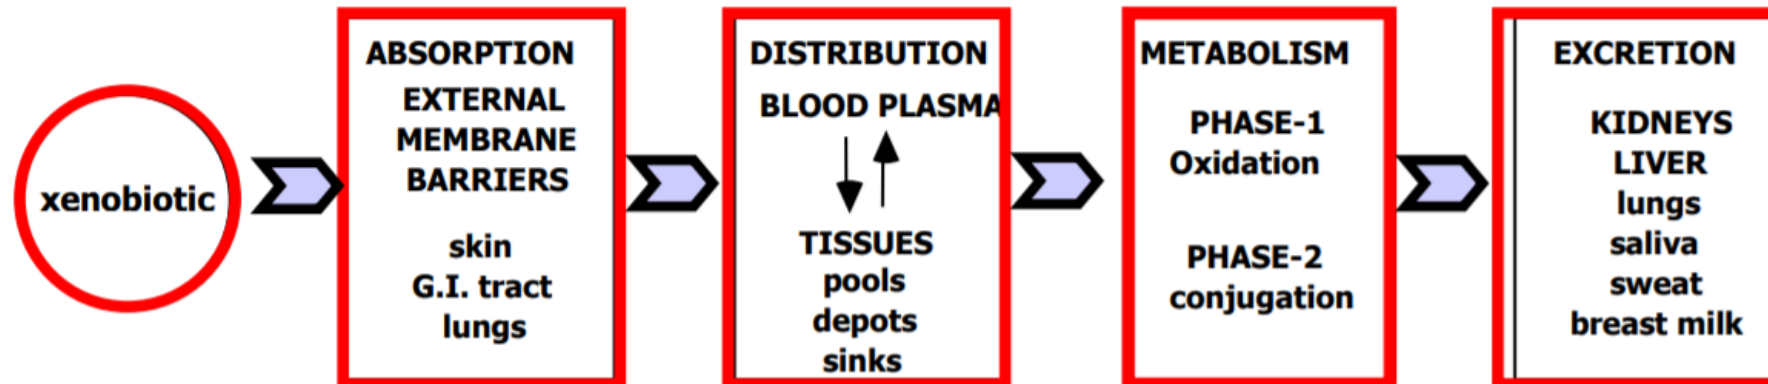 xenobiotic
ABSORPTION
EXTERNAL
MEMBRANE
BARRIERS
skin
G.I. tract
lungs
DISTRIBUTION
BLOOD PLASMA
TISSUES
pools
depots
sinks
METABOLISM
PHASE-1
Oxidation
PHASE-2
conjugation
EXCRETION
KIDNEYS
LIVER
lungs
saliva
sweat
breast milk